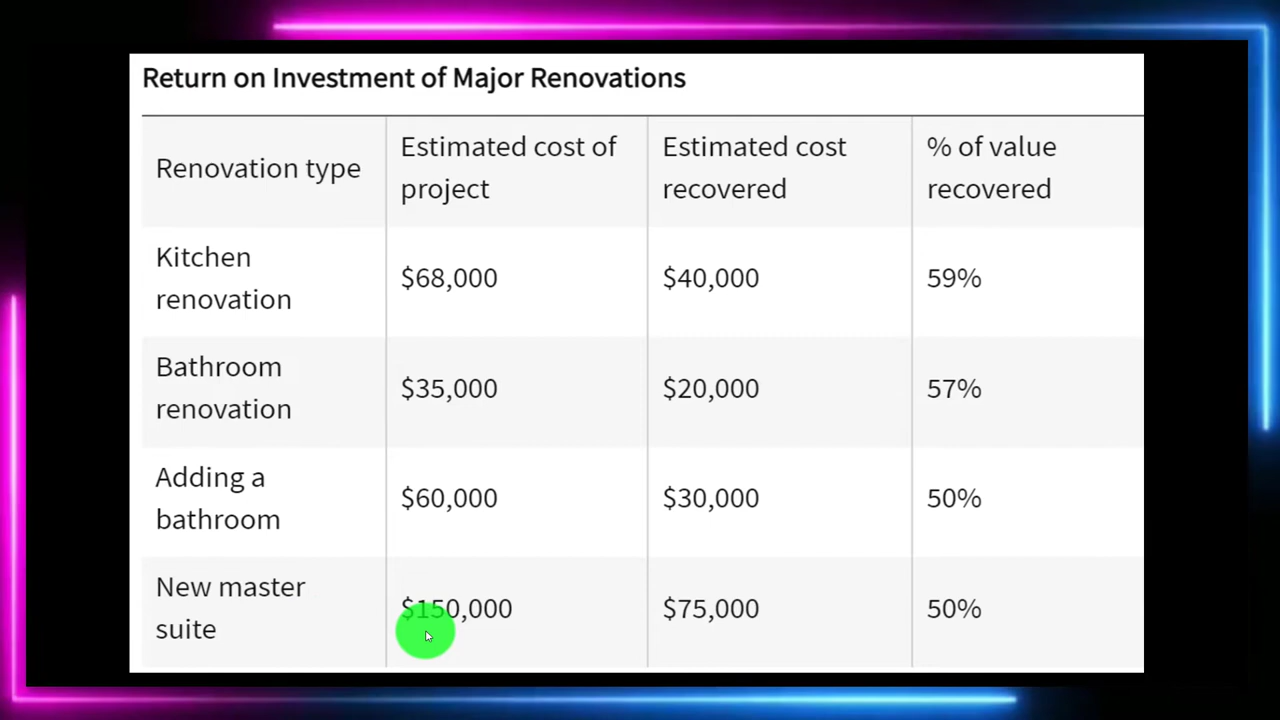 Return on Investment of Major Renovations
Renovation type
Estimated cost of
project
Estimated cost
recovered
% of value
recovered
Kitchen
renovation
$68,000
$40,000
59%
Bathroom
renovation
$35,000
$20,000
57%
Adding a
bathroom
$60,000
$30,000
50%
New master
suite
$150,000
$75,000
50%